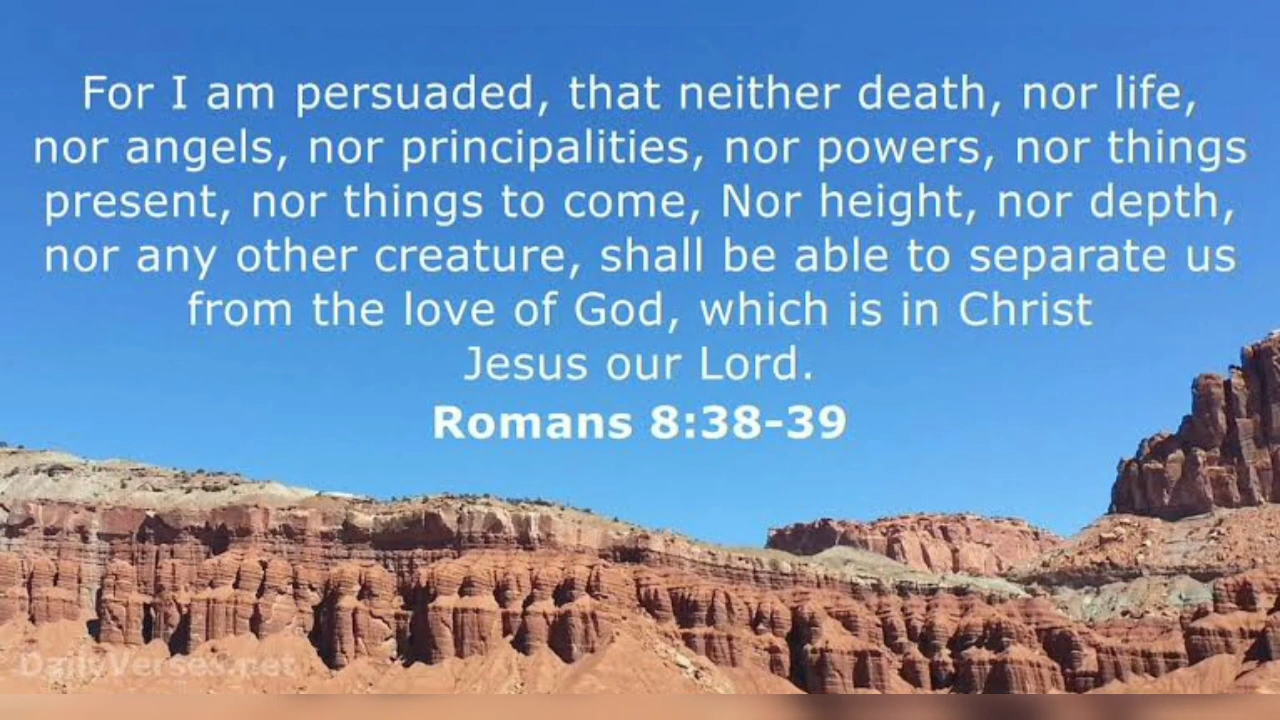 For I am persuaded, that neither death, nor life,
nor angels, nor principalities, nor powers, nor things
present, nor things to come, Nor height, nor depth,
nor any other creature, shall be able to separate us
from the love of God, which is in Christ
Jesus our Lord.
Romans 8:38-39
DailyVerses.net